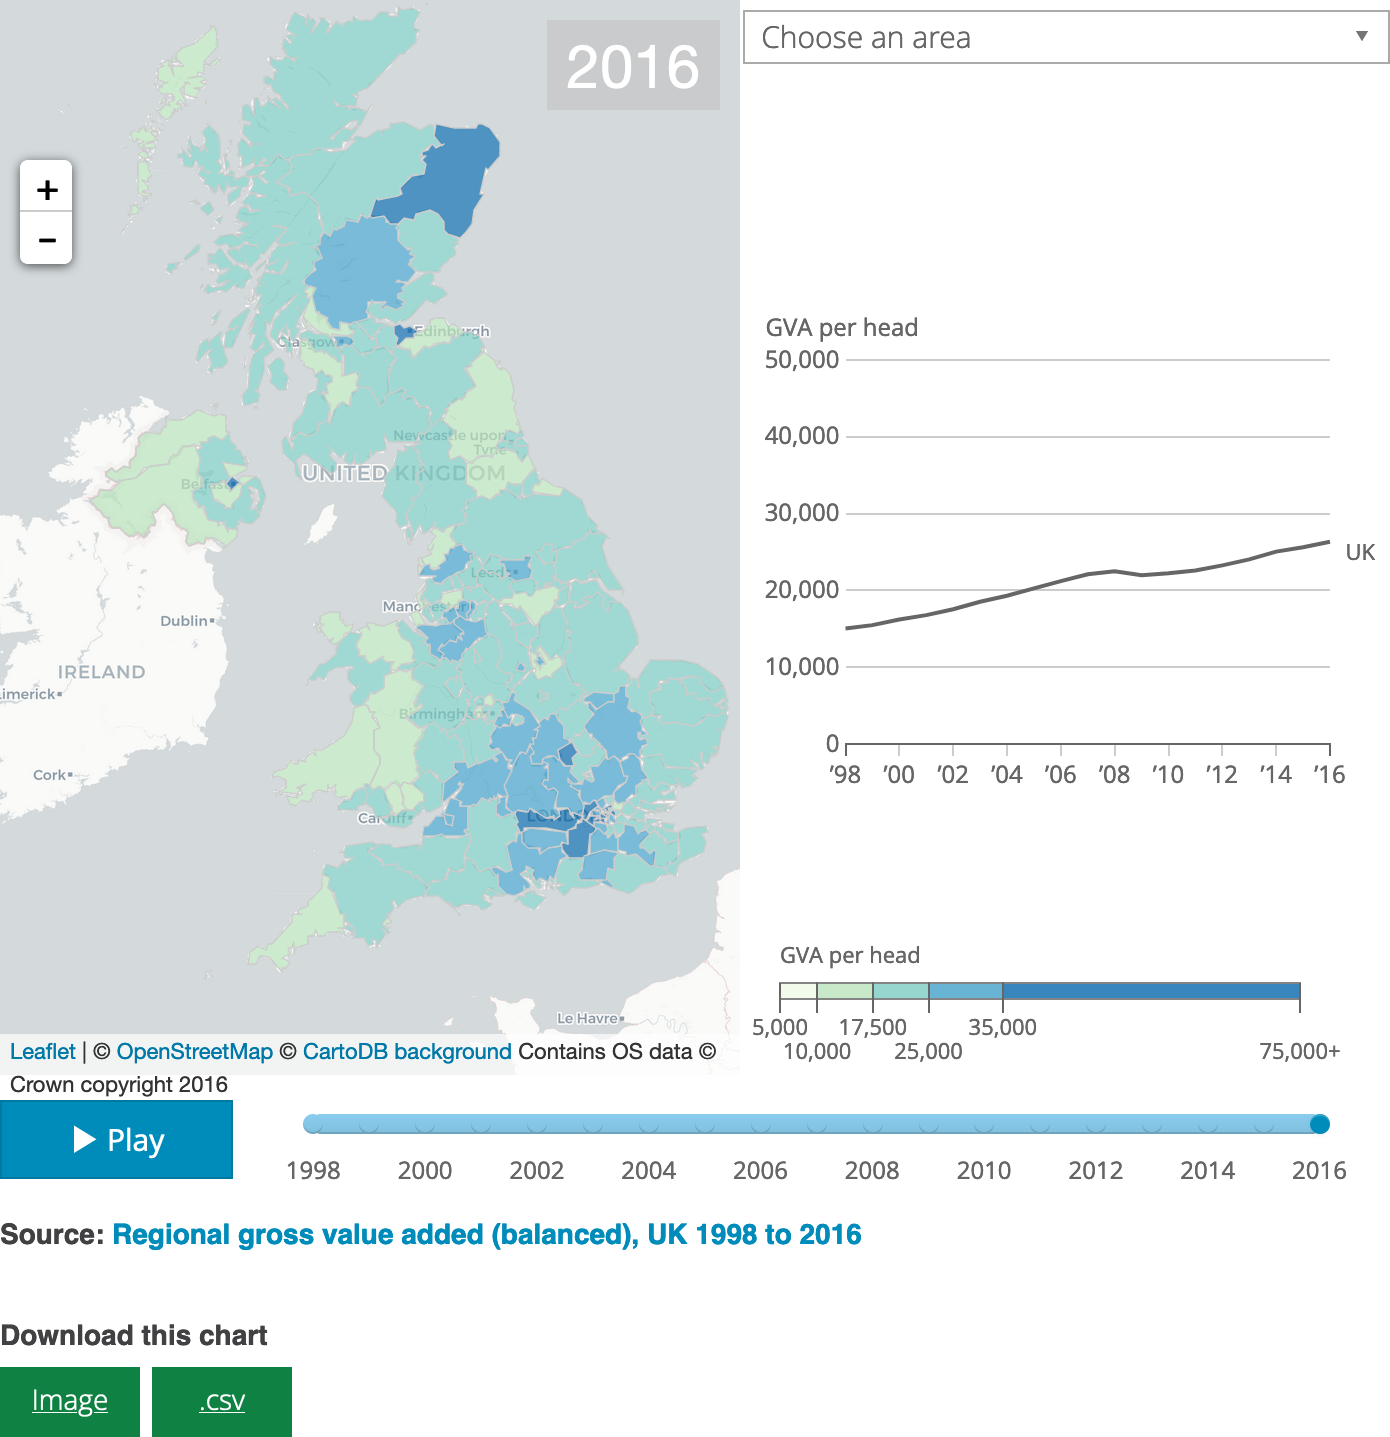 2016
Choose an area
+
−
Edinburgh
Glasgow
Newcastle upon
Tyne
UNITED KINGDOM
Belfast
Leeds
Manchester
Dublin
IRELAND
Limerick
Birmingham
Cork
Cardiff
LONDON
Le Havre
Leaflet | © OpenStreetMap © CartoDB background Contains OS data ©
Crown copyright 2016
GVA per head
50,000
40,000
30,000
UK
20,000
10,000
0
'98 '00 '02 '04 '06 '08 '10 '12 '14 '16
GVA per head
5,000 17,500 35,000
10,000 25,000 75,000+
Play
1998 2000 2002 2004 2006 2008 2010 2012 2014 2016
Source: Regional gross value added (balanced), UK 1998 to 2016
Download this chart
Image .csv